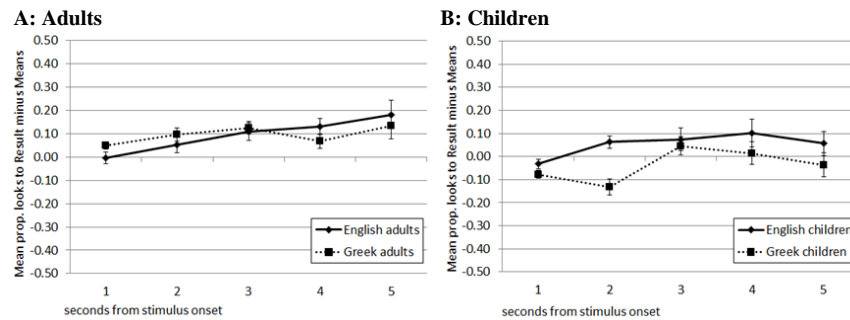 A: Adults
Mean prop. looks to Result minus Means
0.50
0.40
0.30
0.20
0.10
0.00
-0.10
-0.20
-0.30
-0.40
-0.50
English adults
Greek adults
1 2 3 4 5
seconds from stimulus onset
B: Children
Mean prop. looks to Result minus Means
0.50
0.40
0.30
0.20
0.10
0.00
-0.10
-0.20
-0.30
-0.40
-0.50
English children
Greek children
1 2 3 4 5
seconds from stimulus onset